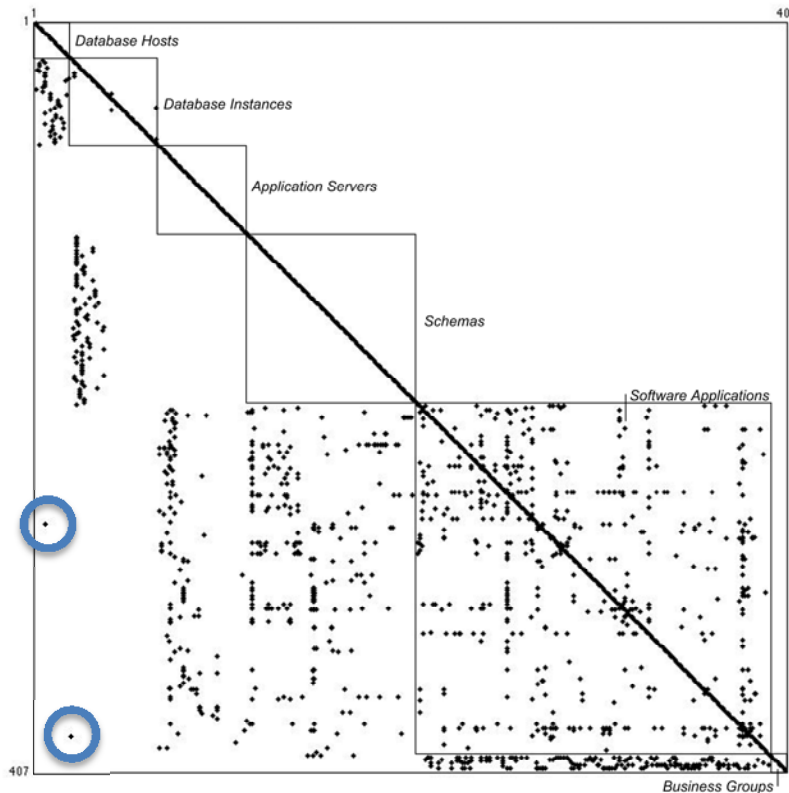 1
40
Database Hosts
Database Instances
Application Servers
Schemas
Software Applications
407
Business Groups